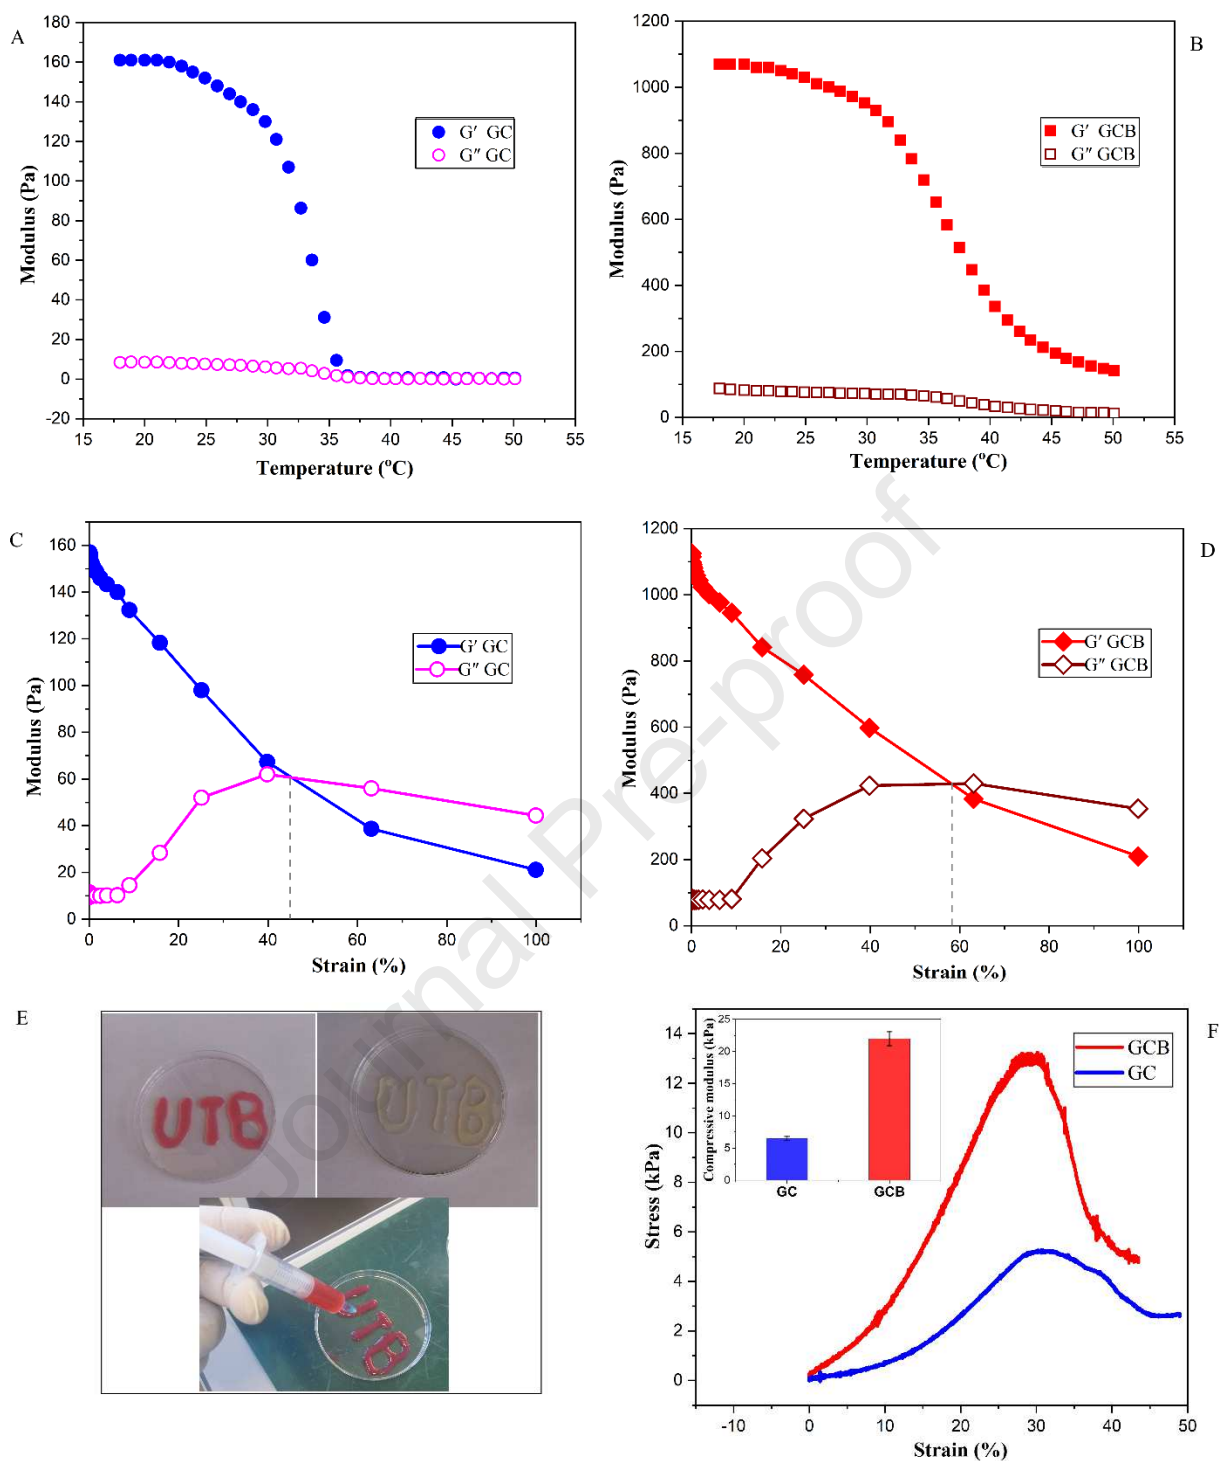 A
180
160
140
120
100
80
60
40
20
0
-20
15 20 25 30 35 40 45 50 55
Modulus (Pa)
Temperature (°C)
G′ GC
G″ GC
B
1200
1000
800
600
400
200
0
15 20 25 30 35 40 45 50 55
Modulus (Pa)
Temperature (°C)
G′ GCB
G″ GCB
C
160
140
120
100
80
60
40
20
0
0 20 40 60 80 100
Modulus (Pa)
Strain (%)
G′ GC
G″ GC
D
1200
1000
800
600
400
200
0
0 20 40 60 80 100
Modulus (Pa)
Strain (%)
G′ GCB
G″ GCB
Journal Pre-proof
E
UTB
UTB
UTB
F
14
12
10
8
6
4
2
0
-10 0 10 20 30 40 50
Stress (kPa)
Strain (%)
GCB
GC
25
20
15
10
5
0
Compressive modulus (kPa)
GC GCB